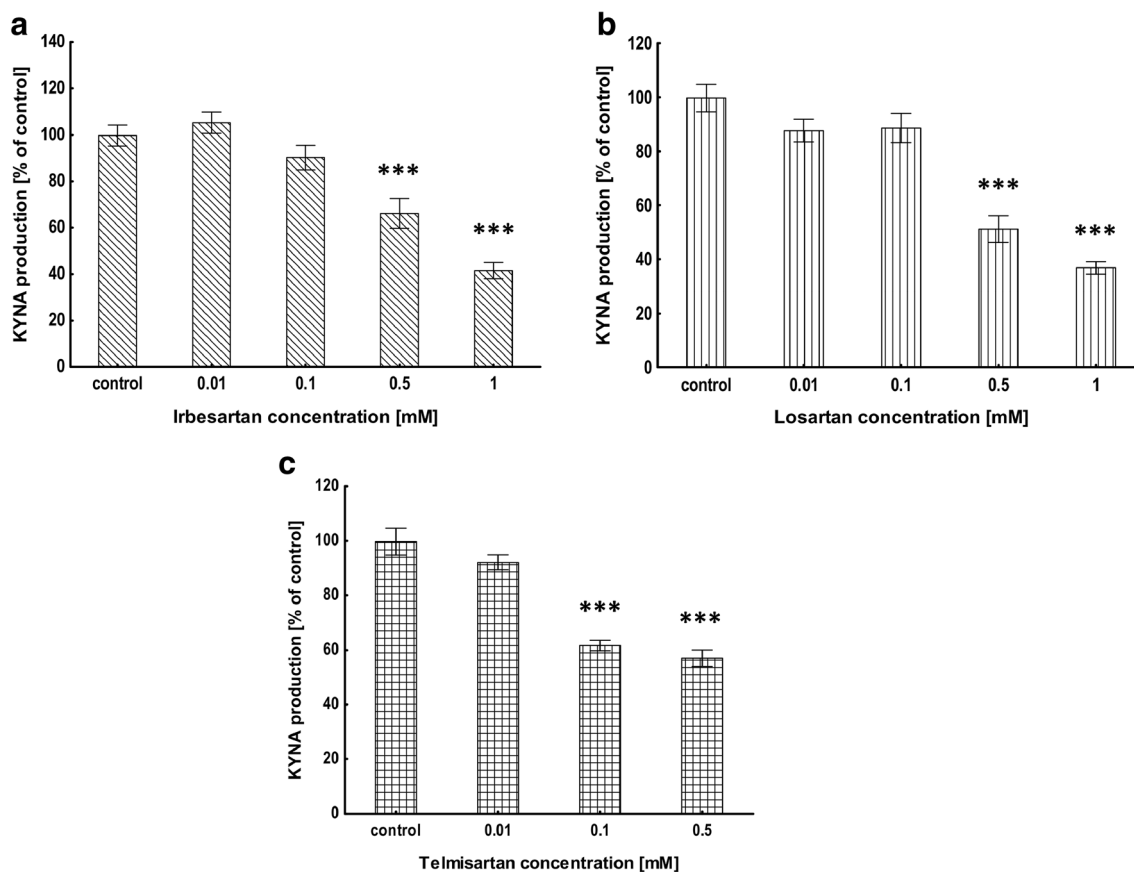 a
KYNA production [% of control]
140
120
100
80
60
40
20
0
***
***
control 0.01 0.1 0.5 1
Irbesartan concentration [mM]
b
KYNA production [% of control]
120
100
80
60
40
20
0
***
***
control 0.01 0.1 0.5 1
Losartan concentration [mM]
c
KYNA production [% of control]
120
100
80
60
40
20
0
***
***
control 0.01 0.1 0.5
Telmisartan concentration [mM]